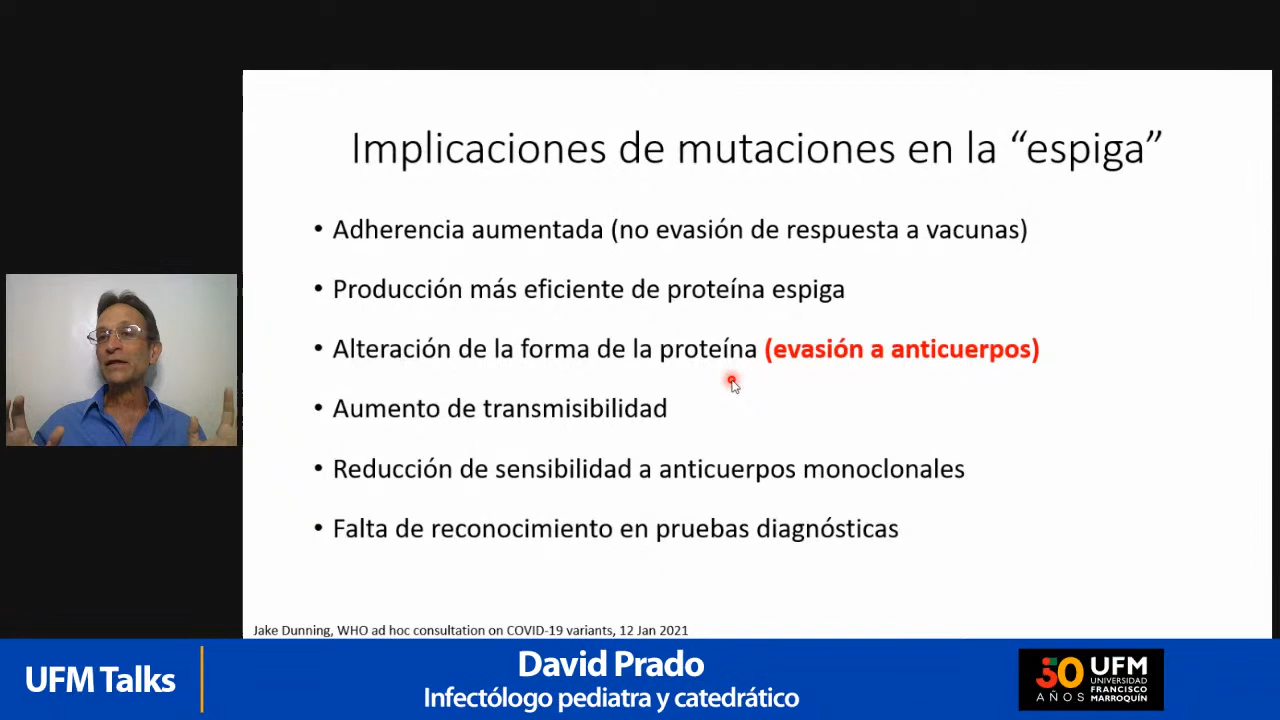 Implicaciones de mutaciones en la “espiga”
• Adherencia aumentada (no evasión de respuesta a vacunas)
• Producción más eficiente de proteína espiga
• Alteración de la forma de la proteína (evasión a anticuerpos)
• Aumento de transmisibilidad
• Reducción de sensibilidad a anticuerpos monoclonales
• Falta de reconocimiento en pruebas diagnósticas
Jake Dunning, WHO ad hoc consultation on COVID-19 variants, 12 Jan 2021
UFM Talks
David Prado
Infectólogo pediatra y catedrático
50
AÑOS
UFM
UNIVERSIDAD
FRANCISCO
MARROQUÍN